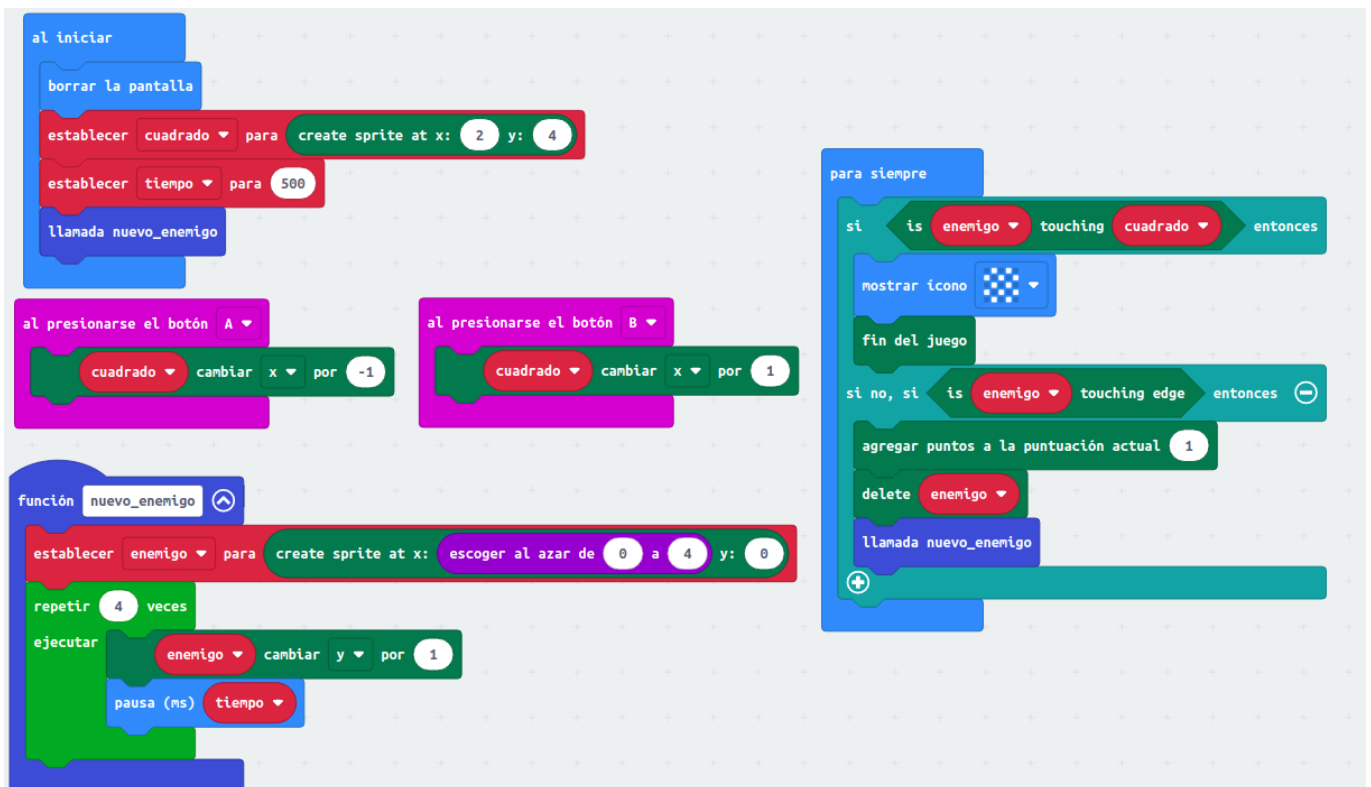 al iniciar
borrar la pantalla
establecer cuadrado para create sprite at x: 2 y: 4
establecer tiempo para 500
llamada nuevo_enemigo
al presionarse el botón A
cuadrado cambiar x por -1
al presionarse el botón B
cuadrado cambiar x por 1
función nuevo_enemigo
establecer enemigo para create sprite at x: escoger al azar de 0 a 4 y: 0
repetir 4 veces
ejecutar
enemigo cambiar y por 1
pausa (ms) tiempo
para siempre
si is enemigo touching cuadrado entonces
mostrar icono
fin del juego
si no, si is enemigo touching edge entonces
agregar puntos a la puntuación actual 1
delete enemigo
llamada nuevo_enemigo